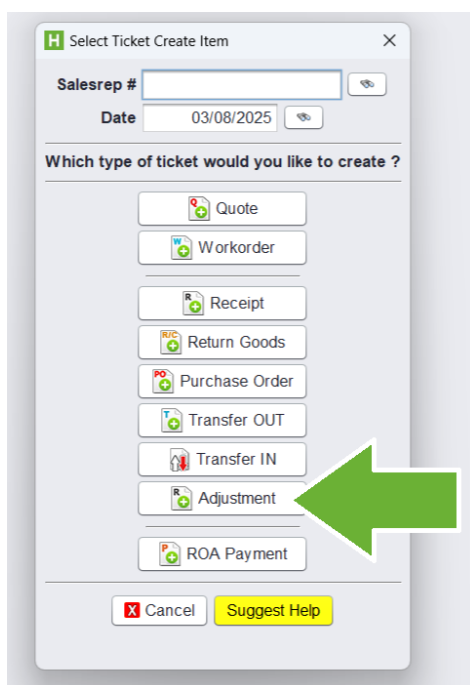 H Select Ticket Create Item
Salesrep #
Date 03/08/2025
Which type of ticket would you like to create ?
Q Quote
W Workorder
R Receipt
R/C Return Goods
PO Purchase Order
T Transfer OUT
Transfer IN
R Adjustment
P ROA Payment
X Cancel Suggest Help